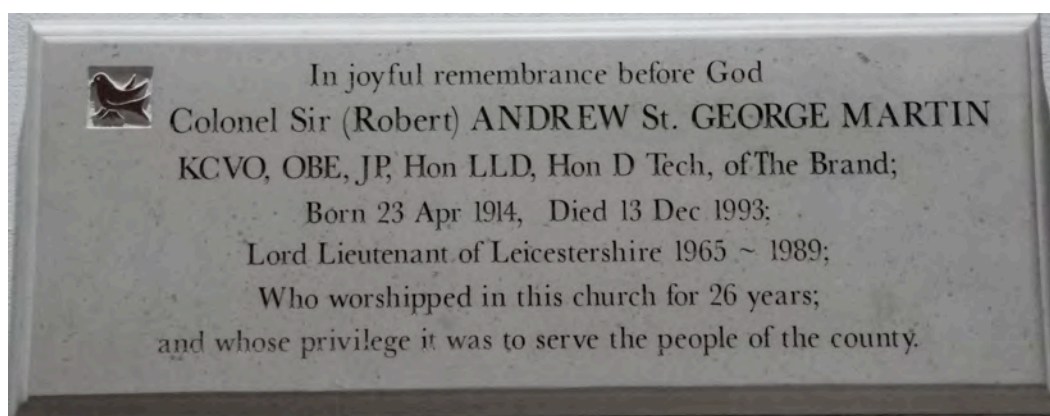 In joyful remembrance before God
Colonel Sir (Robert) ANDREW St. GEORGE MARTIN
KCVO, OBE, JP, Hon LLD, Hon D Tech, of The Brand;
Born 23 Apr 1914, Died 13 Dec 1993;
Lord Lieutenant of Leicestershire 1965 ~ 1989;
Who worshipped in this church for 26 years;
and whose privilege it was to serve the people of the county.